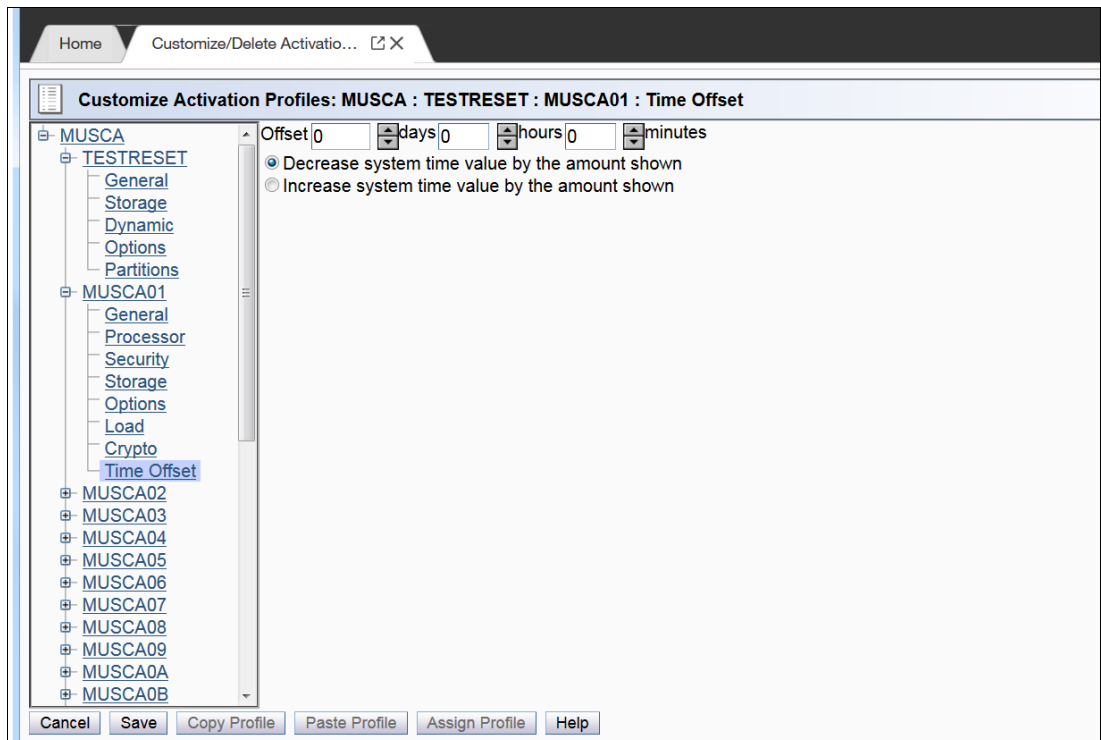 Home
Customize/Delete Activatio...
Customize Activation Profiles: MUSCA : TESTRESET : MUSCA01 : Time Offset
MUSCA
TESTRESET
General
Storage
Dynamic
Options
Partitions
MUSCA01
General
Processor
Security
Storage
Options
Load
Crypto
Time Offset
MUSCA02
MUSCA03
MUSCA04
MUSCA05
MUSCA06
MUSCA07
MUSCA08
MUSCA09
MUSCA0A
MUSCA0B
Offset 0 days 0 hours 0 minutes
Decrease system time value by the amount shown
Increase system time value by the amount shown
Cancel Save Copy Profile Paste Profile Assign Profile Help